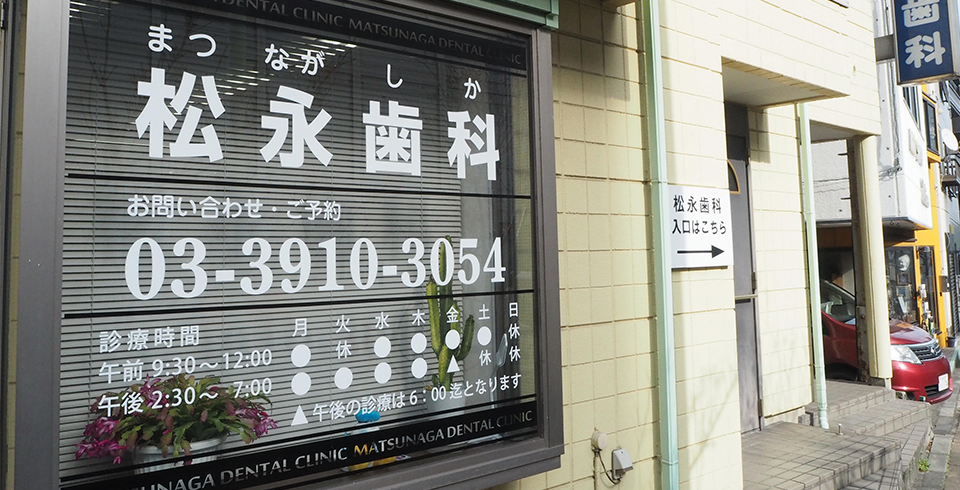 DENTAL CLINIC MATSUNAGA DENTAL CLINIC
まつ なが し か
松永歯科
お問い合わせ・ご予約
03-3910-3054
診療時間 月 火 水 木 金 土 日
午前 9:30～12:00 ● 休 ● ● ● ● 休
午後 2:30～7:00 ● ● ● ● ▲ 休 休
▲午後の診療は6:00迄となります
MATSUNAGA DENTAL CLINIC MATSUNAGA DENTAL CLINIC
松永歯科
入口はこちら
→
歯科